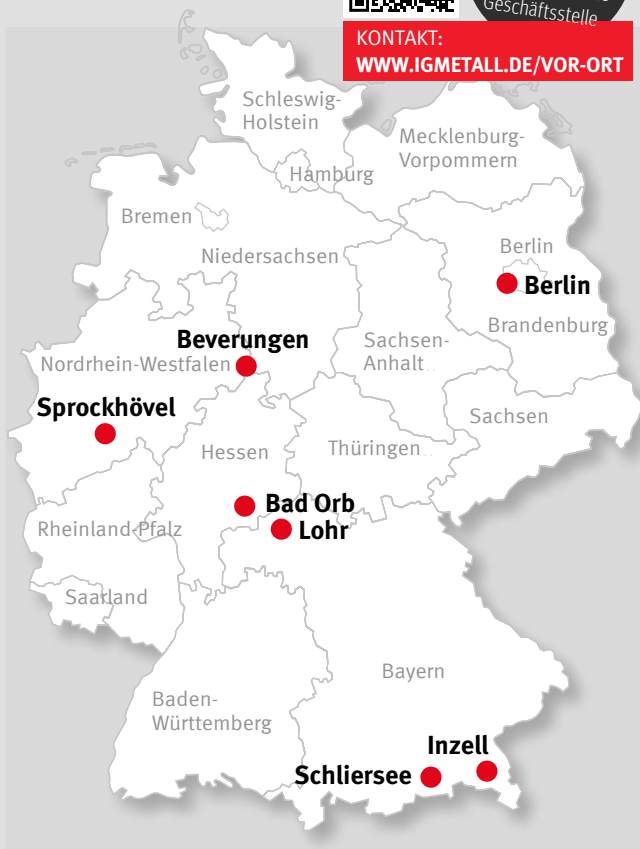 Geschäftsstelle
KONTAKT:
WWW.IGMETALL.DE/VOR-ORT
Schleswig-
Holstein
Mecklenburg-
Vorpommern
Hamburg
Bremen
Niedersachsen
Berlin
Berlin
Brandenburg
Beverungen
Sachsen-
Anhalt
Nordrhein-Westfalen
Sprockhövel
Sachsen
Hessen
Thüringen
Bad Orb
Lohr
Rheinland-Pfalz
Saarland
Bayern
Baden-
Württemberg
Inzell
Schliersee